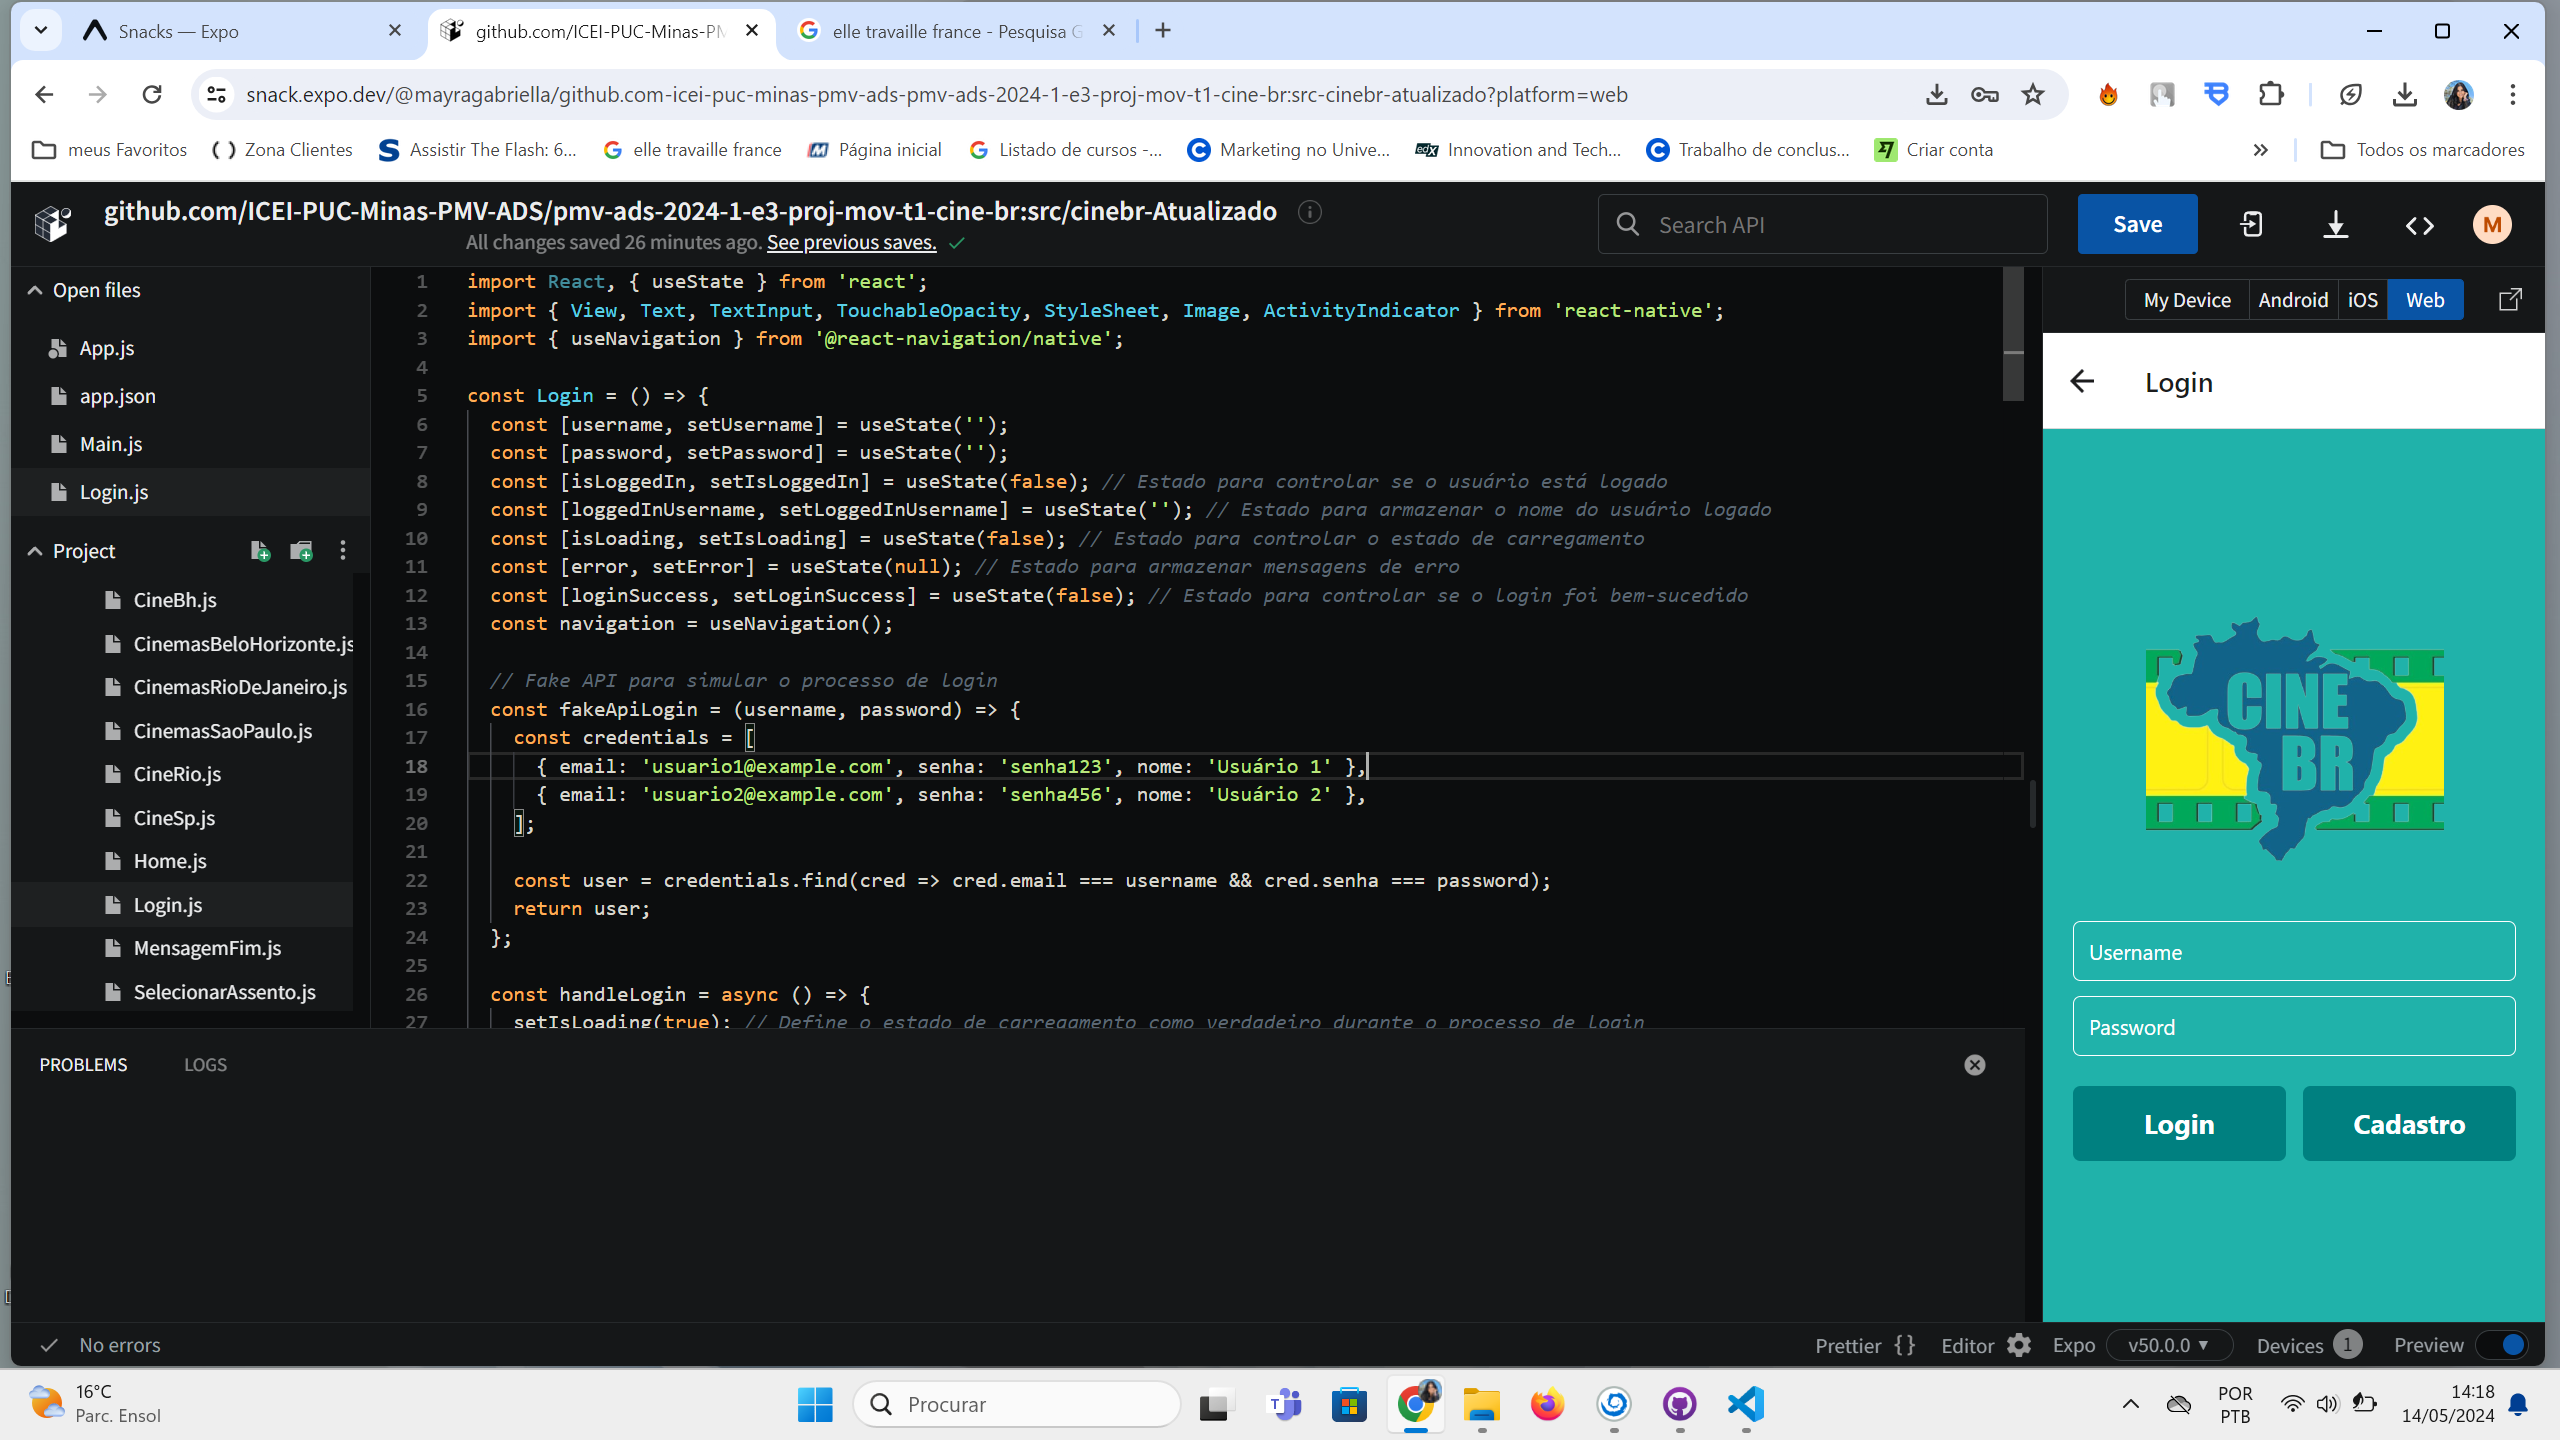 Snacks — Expo
github.com/ICEI-PUC-Minas-PM
elle travaille france - Pesquisa G
snack.expo.dev/@mayragabriella/github.com-icei-puc-minas-pmv-ads-pmv-ads-2024-1-e3-proj-mov-t1-cine-br:src-cinebr-atualizado?platform=web
meus Favoritos
Zona Clientes
Assistir The Flash: 6...
elle travaille france
Página inicial
Listado de cursos -...
Marketing no Unive...
Innovation and Tech...
Trabalho de conclus...
Criar conta
Todos os marcadores
github.com/ICEI-PUC-Minas-PMV-ADS/pmv-ads-2024-1-e3-proj-mov-t1-cine-br:src/cinebr-Atualizado
All changes saved 26 minutes ago. See previous saves.
Search API
Save
M
Open files
App.js
app.json
Main.js
Login.js
Project
CineBh.js
CinemasBeloHorizonte.js
CinemasRioDeJaneiro.js
CinemasSaoPaulo.js
CineRio.js
CineSp.js
Home.js
Login.js
MensagemFim.js
SelecionarAssento.js
1 import React, { useState } from 'react';
2 import { View, Text, TextInput, TouchableOpacity, StyleSheet, Image, ActivityIndicator } from 'react-native';
3 import { useNavigation } from '@react-navigation/native';
4
5 const Login = () => {
6 const [username, setUsername] = useState('');
7 const [password, setPassword] = useState('');
8 const [isLoggedIn, setIsLoggedIn] = useState(false); // Estado para controlar se o usuário está logado
9 const [loggedInUsername, setLoggedInUsername] = useState(''); // Estado para armazenar o nome do usuário logado
10 const [isLoading, setIsLoading] = useState(false); // Estado para controlar o estado de carregamento
11 const [error, setError] = useState(null); // Estado para armazenar mensagens de erro
12 const [loginSuccess, setLoginSuccess] = useState(false); // Estado para controlar se o login foi bem-sucedido
13 const navigation = useNavigation();
14
15 // Fake API para simular o processo de login
16 const fakeApiLogin = (username, password) => {
17 const credentials = [
18 { email: 'usuario1@example.com', senha: 'senha123', nome: 'Usuário 1' },
19 { email: 'usuario2@example.com', senha: 'senha456', nome: 'Usuário 2' },
20 ];
21
22 const user = credentials.find(cred => cred.email === username && cred.senha === password);
23 return user;
24 };
25
26 const handleLogin = async () => {
27 setIsLoading(true); // Define o estado de carregamento como verdadeiro durante o processo de login
My Device
Android
iOS
Web
Login
CINE
BR
Username
Password
Login
Cadastro
PROBLEMS
LOGS
No errors
Prettier {}
Editor
Expo
v50.0.0
Devices 1
Preview
16°C
Parc. Ensol
Procurar
POR
PTB
14:18
14/05/2024